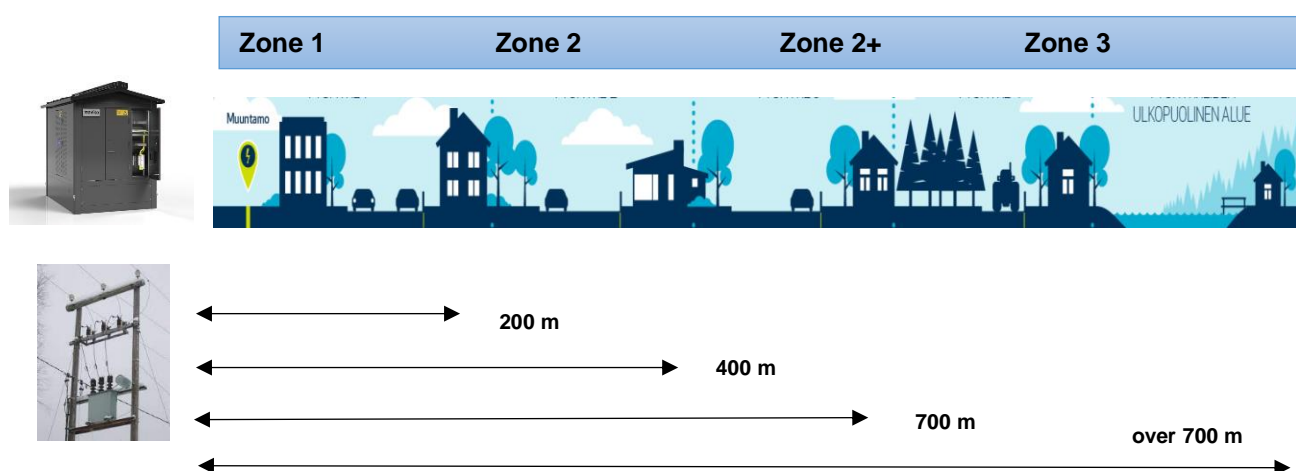 Zone 1 Zone 2 Zone 2+ Zone 3
Muuntamo
ULKOPUOLINEN ALUE
200 m
400 m
700 m
over 700 m